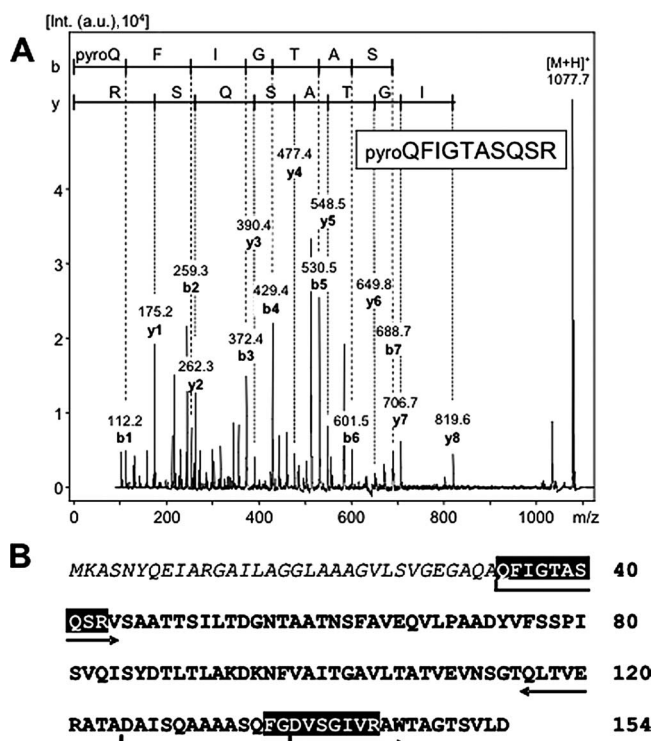 [Int. (a.u.),10⁴]
A
pyroQ F I G T A S
b
R S Q S A T G I
y
[M+H]⁺
1077.7
pyroQFIGTASQSR
477.4
y4
4
548.5
y5
390.4
y3
3
259.3
b2
649.8
y6
530.5
b5
429.4
b4
175.2
y1
2
688.7
b7
372.4
b3
262.3
y2
706.7
y7
1
601.5
b6
819.6
y8
112.2
b1
0
0 200 400 600 800 1000 m/z
B
MKASNYQEIARGAILAGGLAAAGVLSVGEGAQAQFIGTAS 40
QSRVSAATTSILTDGNTAATNSFAVEQVLPAADYVFSSPI 80
SVQISYDTLTLAKDKNFVAITGAVLTATVEVNSGTQLTVE 120
RATADAISQAAAASQFGDVSGIVRAWTAGTSVLD 154